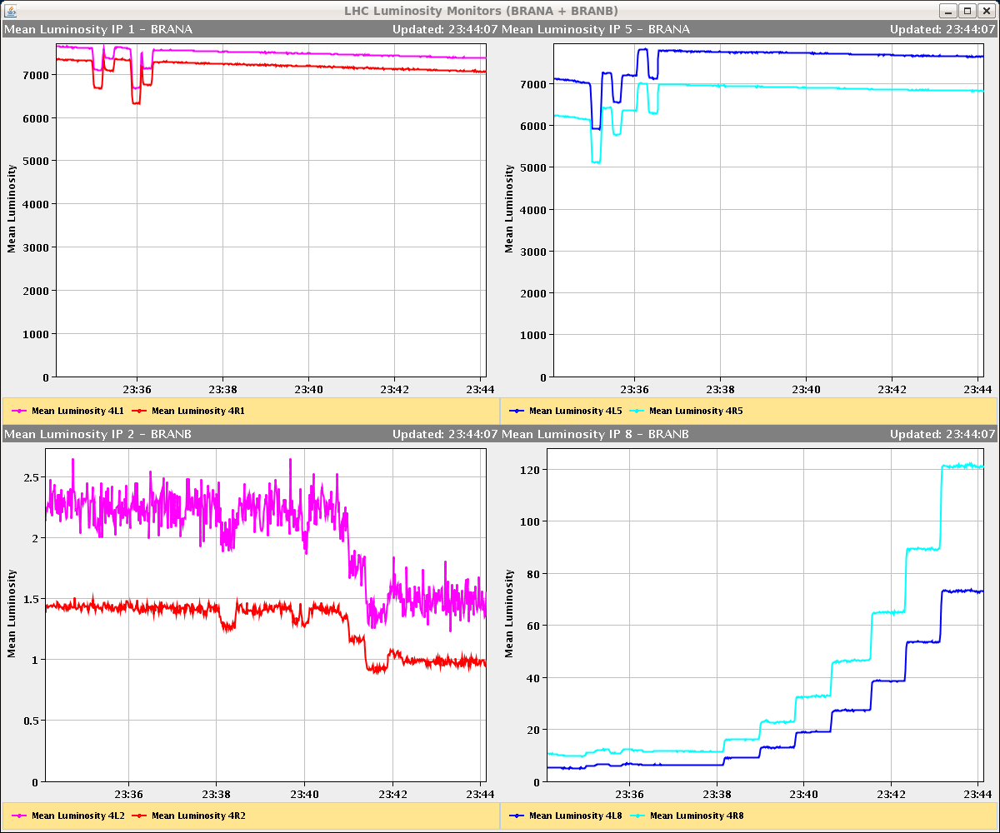 LHC Luminosity Monitors (BRANA + BRANB)
Mean Luminosity IP 1 - BRANA Updated: 23:44:07
Mean Luminosity
7000
6000
5000
4000
3000
2000
1000
0
23:36 23:38 23:40 23:42 23:44
Mean Luminosity 4L1 Mean Luminosity 4R1
Mean Luminosity IP 5 - BRANA Updated: 23:44:07
Mean Luminosity
7000
6000
5000
4000
3000
2000
1000
0
23:36 23:38 23:40 23:42 23:44
Mean Luminosity 4L5 Mean Luminosity 4R5
Mean Luminosity IP 2 - BRANB Updated: 23:44:07
Mean Luminosity
2.5
2
1.5
1
0.5
0
23:36 23:38 23:40 23:42 23:44
Mean Luminosity 4L2 Mean Luminosity 4R2
Mean Luminosity IP 8 - BRANB Updated: 23:44:07
Mean Luminosity
120
100
80
60
40
20
0
23:36 23:38 23:40 23:42 23:44
Mean Luminosity 4L8 Mean Luminosity 4R8